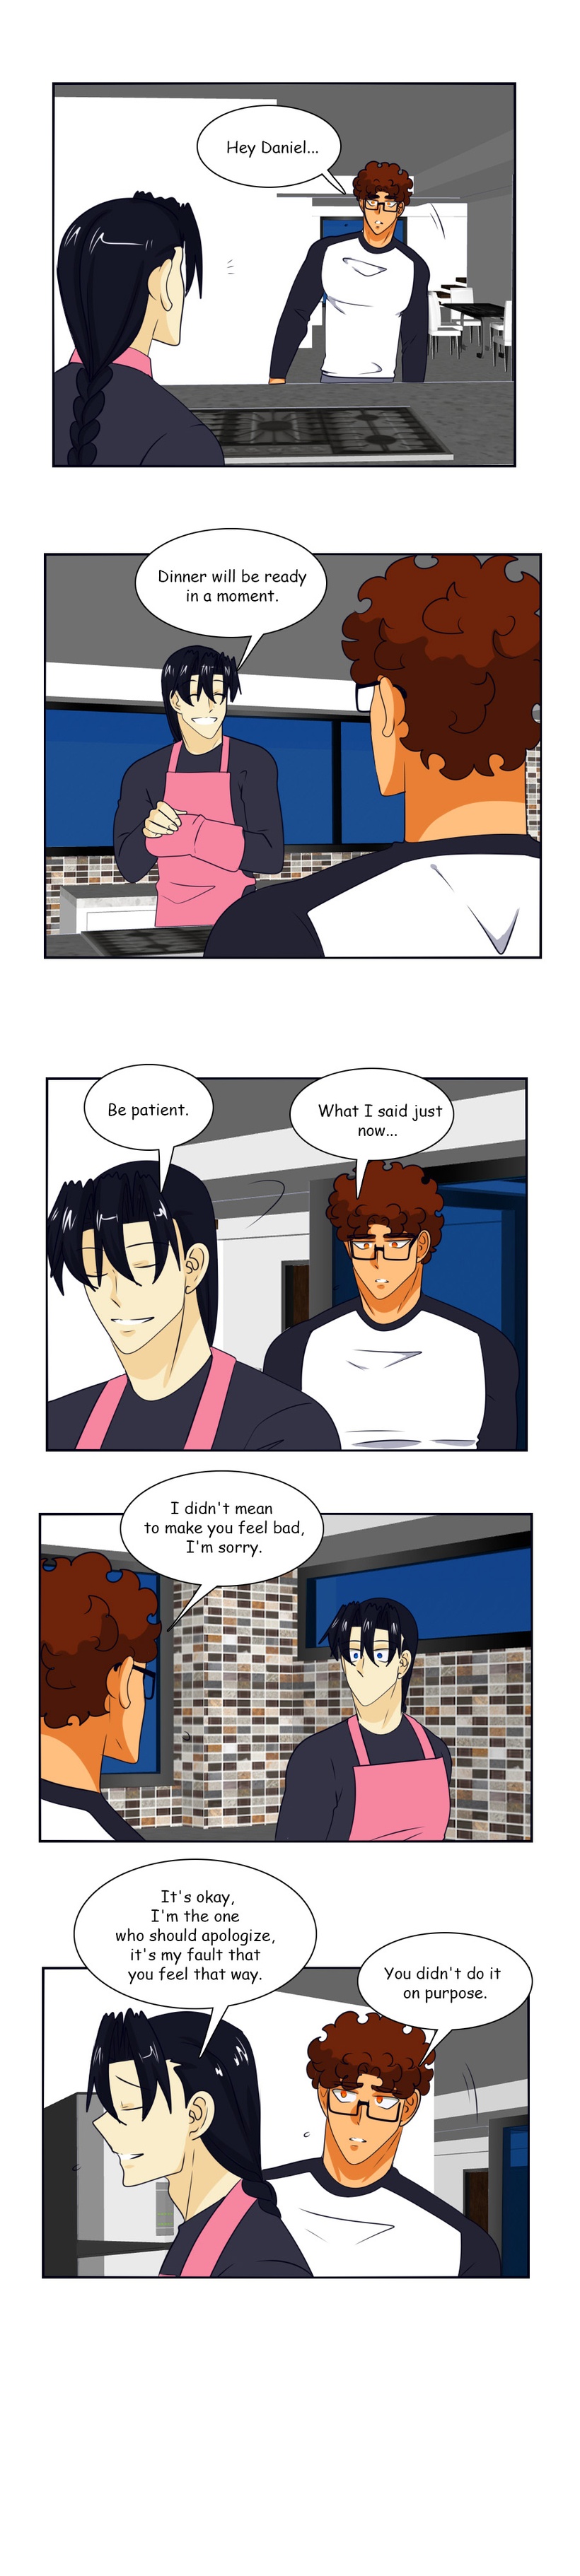 Hey Daniel...
Dinner will be ready
in a moment.
Be patient.
What I said just
now...
I didn't mean
to make you feel bad,
I'm sorry.
It's okay,
I'm the one
who should apologize,
it's my fault that
you feel that way.
You didn't do it
on purpose.